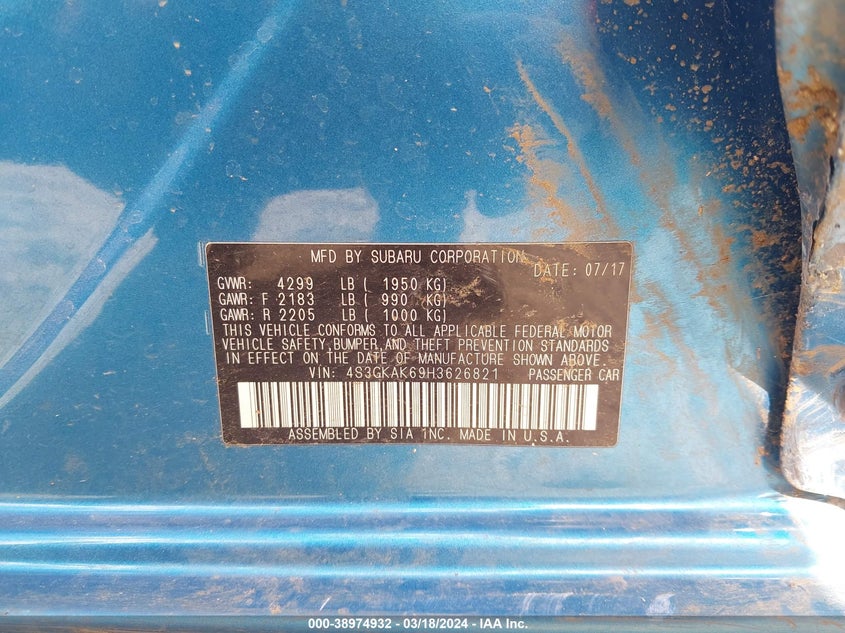 MFD BY SUBARU CORPORATION
DATE: 07/17
GVWR: 4299 LB ( 1950 KG)
GAWR: F 2183 LB ( 990 KG)
GAWR: R 2205 LB ( 1000 KG)
THIS VEHICLE CONFORMS TO ALL APPLICABLE FEDERAL MOTOR
VEHICLE SAFETY,BUMPER,AND THEFT PREVENTION STANDARDS
IN EFFECT ON THE DATE OF MANUFACTURE SHOWN ABOVE.
VIN: 4S3GKAK69H3626821 PASSENGER CAR
ASSEMBLED BY SIA INC. MADE IN U.S.A.
000-38974932 - 03/18/2024 - IAA Inc.